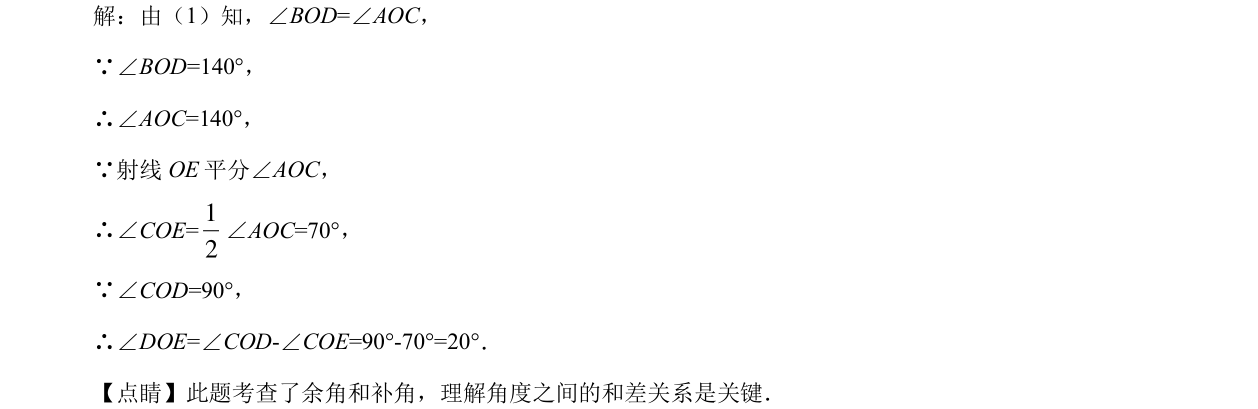 解：由（1）知，∠BOD=∠AOC，
∵∠BOD=140°，
∴∠AOC=140°，
∵射线 OE 平分∠AOC，
∴∠COE=1/2 ∠AOC=70°，
∵∠COD=90°，
∴∠DOE=∠COD-∠COE=90°-70°=20°．
【点睛】此题考查了余角和补角，理解角度之间的和差关系是关键．